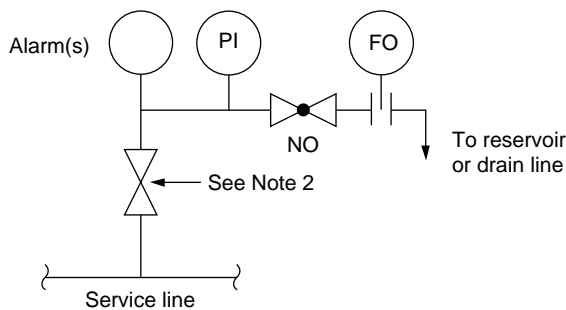 Alarm(s)
PI
FO
NO
To reservoir
or drain line
See Note 2
Service line